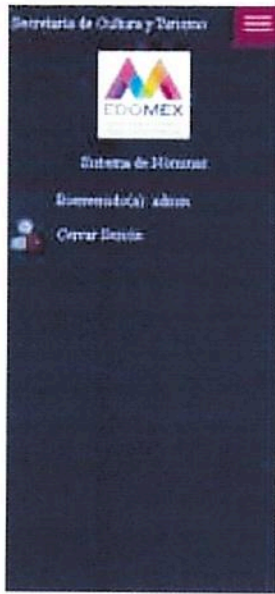 Secretaría de Cultura y Turismo
EDOMEX
Sistema de Nóminas
Bienvenido(a): admin
Cerrar Sesión